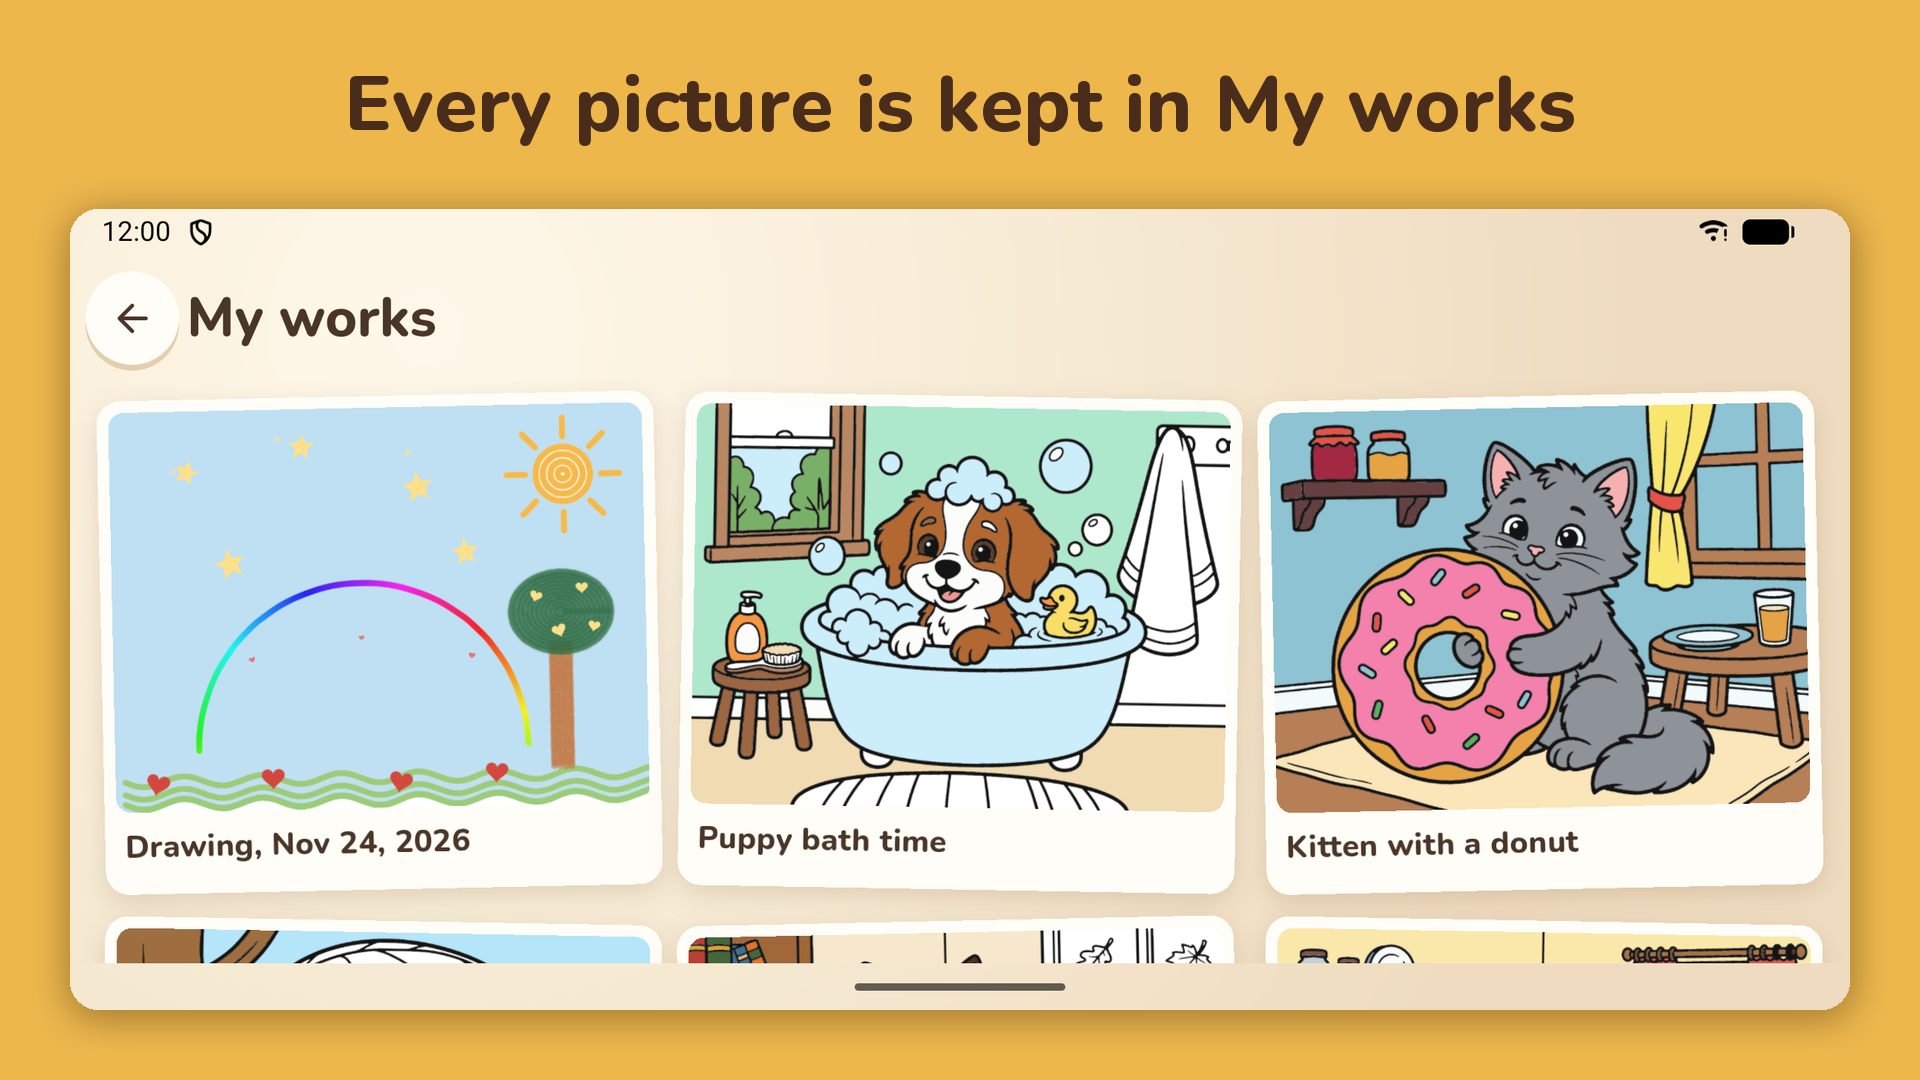 Every picture is kept in My works
12:00
My works
Drawing, Nov 24, 2026
Puppy bath time
Kitten with a donut